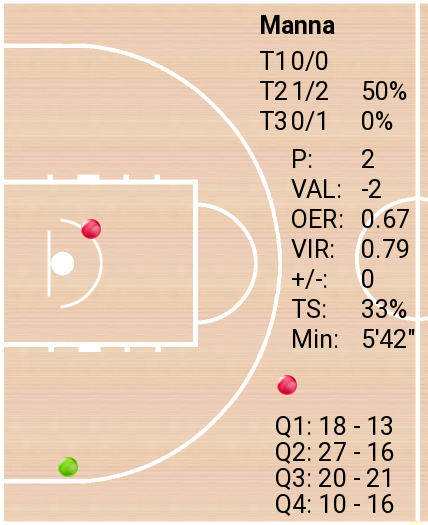 Manna
T1 0/0
T2 1/2 50%
T3 0/1 0%
P: 2
VAL: -2
OER: 0.67
VIR: 0.79
+/-: 0
TS: 33%
Min: 5'42"
Q1: 18 - 13
Q2: 27 - 16
Q3: 20 - 21
Q4: 10 - 16